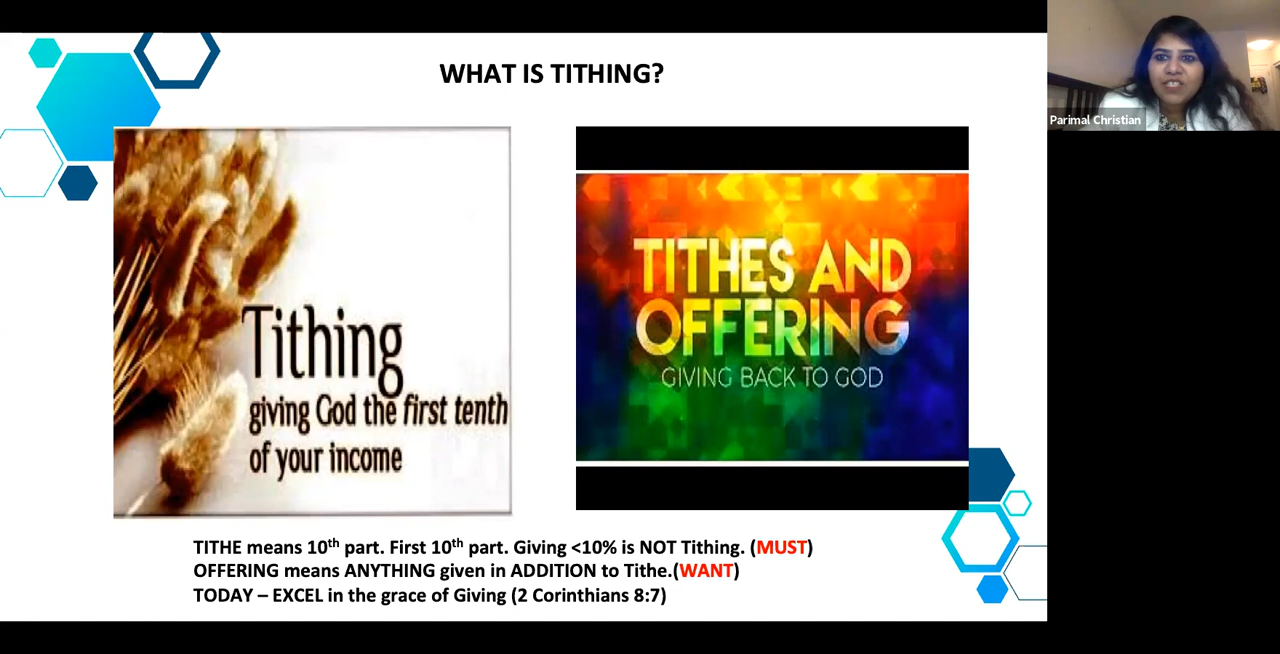 WHAT IS TITHING?
Parimal Christian
Tithing
giving God the first tenth
of your income
TITHES AND
OFFERING
GIVING BACK TO GOD
TITHE means 10th part. First 10th part. Giving <10% is NOT Tithing. (MUST)
OFFERING means ANYTHING given in ADDITION to Tithe.(WANT)
TODAY – EXCEL in the grace of Giving (2 Corinthians 8:7)